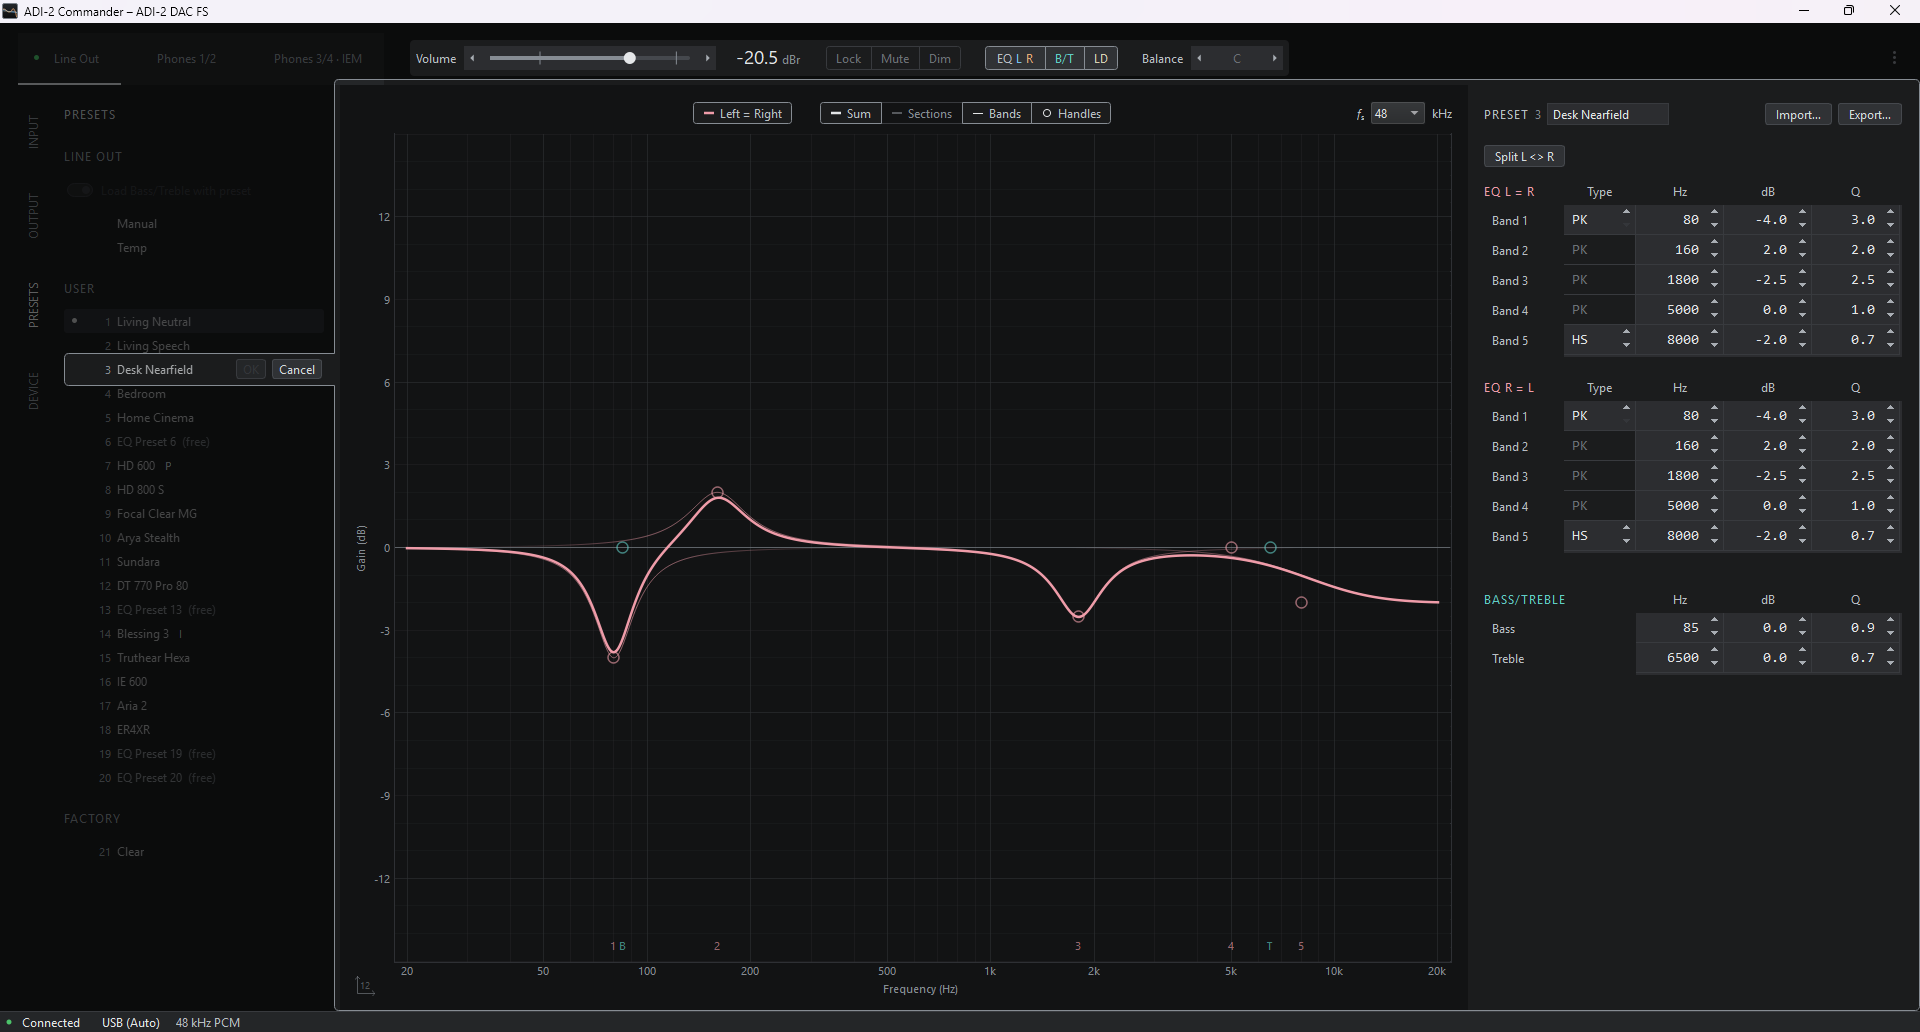 ADI-2 Commander – ADI-2 DAC FS
Line Out Phones 1/2 Phones 3/4 · IEM
Volume -20.5 dBr Lock Mute Dim EQ L R B/T LD Balance C
INPUT
OUTPUT
PRESETS
DEVICE
PRESETS
LINE OUT
Load Bass/Treble with preset
Manual
Temp
USER
1 Living Neutral
2 Living Speech
3 Desk Nearfield OK Cancel
4 Bedroom
5 Home Cinema
6 EQ Preset 6 (free)
7 HD 600 P
8 HD 800 S
9 Focal Clear MG
10 Arya Stealth
11 Sundara
12 DT 770 Pro 80
13 EQ Preset 13 (free)
14 Blessing 3 I
15 Truthear Hexa
16 IE 600
17 Aria 2
18 ER4XR
19 EQ Preset 19 (free)
20 EQ Preset 20 (free)
FACTORY
21 Clear
Left = Right Sum Sections Bands Handles fs 48 kHz
12
9
6
3
0
-3
-6
-9
-12
Gain (dB)
1 B 2 3 4 T 5
20 50 100 200 500 1k 2k 5k 10k 20k
Frequency (Hz)
12
PRESET 3 Desk Nearfield Import... Export...
Split L <> R
EQ L = R Type Hz dB Q
Band 1 PK 80 -4.0 3.0
Band 2 PK 160 2.0 2.0
Band 3 PK 1800 -2.5 2.5
Band 4 PK 5000 0.0 1.0
Band 5 HS 8000 -2.0 0.7
EQ R = L Type Hz dB Q
Band 1 PK 80 -4.0 3.0
Band 2 PK 160 2.0 2.0
Band 3 PK 1800 -2.5 2.5
Band 4 PK 5000 0.0 1.0
Band 5 HS 8000 -2.0 0.7
BASS/TREBLE Hz dB Q
Bass 85 0.0 0.9
Treble 6500 0.0 0.7
Connected USB (Auto) 48 kHz PCM